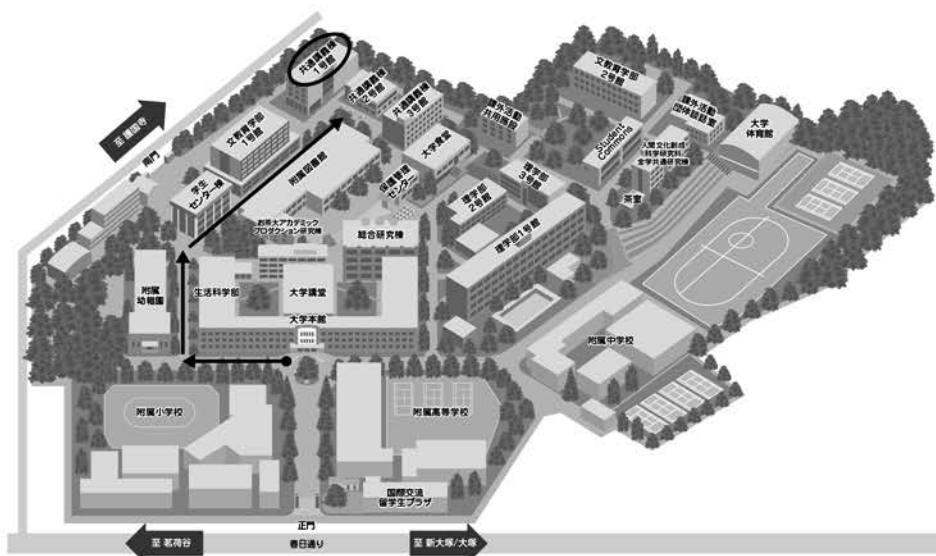 共通講義棟
1号館
共通講義棟
2号館
共通講義棟
3号館
課外活動
共用施設
文教育学部
2号館
課外活動
団体談話室
大学
体育館
至 護国寺
南門
文教育学部
1号館
学生
センター棟
附属図書館
大学食堂
保健管理
センター
Student
Commons
人間文化創成
科学研究科・
全学共通研究棟
茶室
理学部
3号館
理学部
2号館
理学部1号館
お茶大アカデミック
プロダクション研究棟
総合研究棟
附属
幼稚園
生活科学部
大学講堂
大学本館
附属中学校
附属小学校
附属高等学校
国際交流
留学生プラザ
正門
至 茗荷谷
春日通り
至 新大塚/大塚